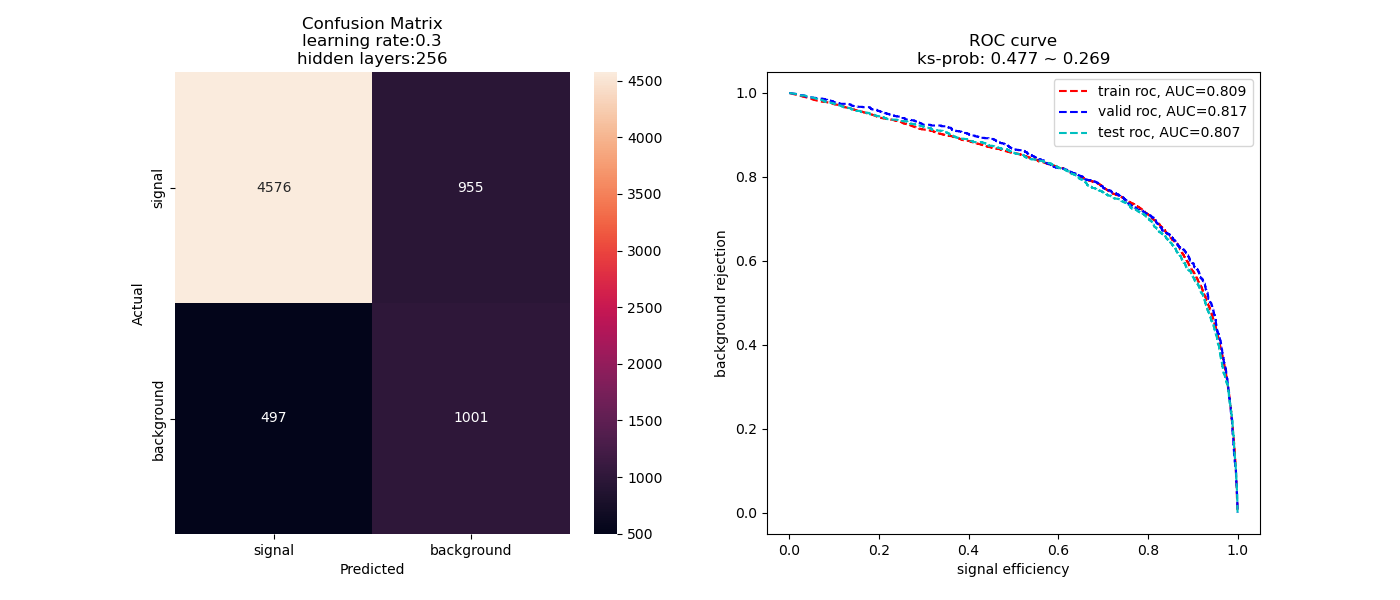 Confusion Matrix
learning rate:0.3
hidden layers:256
signal
background
Actual
4576
955
497
1001
signal
background
Predicted
4500
4000
3500
3000
2500
2000
1500
1000
500
ROC curve
ks-prob: 0.477 ~ 0.269
train roc, AUC=0.809
valid roc, AUC=0.817
test roc, AUC=0.807
background rejection
1.0
0.8
0.6
0.4
0.2
0.0
0.0
0.2
0.4
0.6
0.8
1.0
signal efficiency